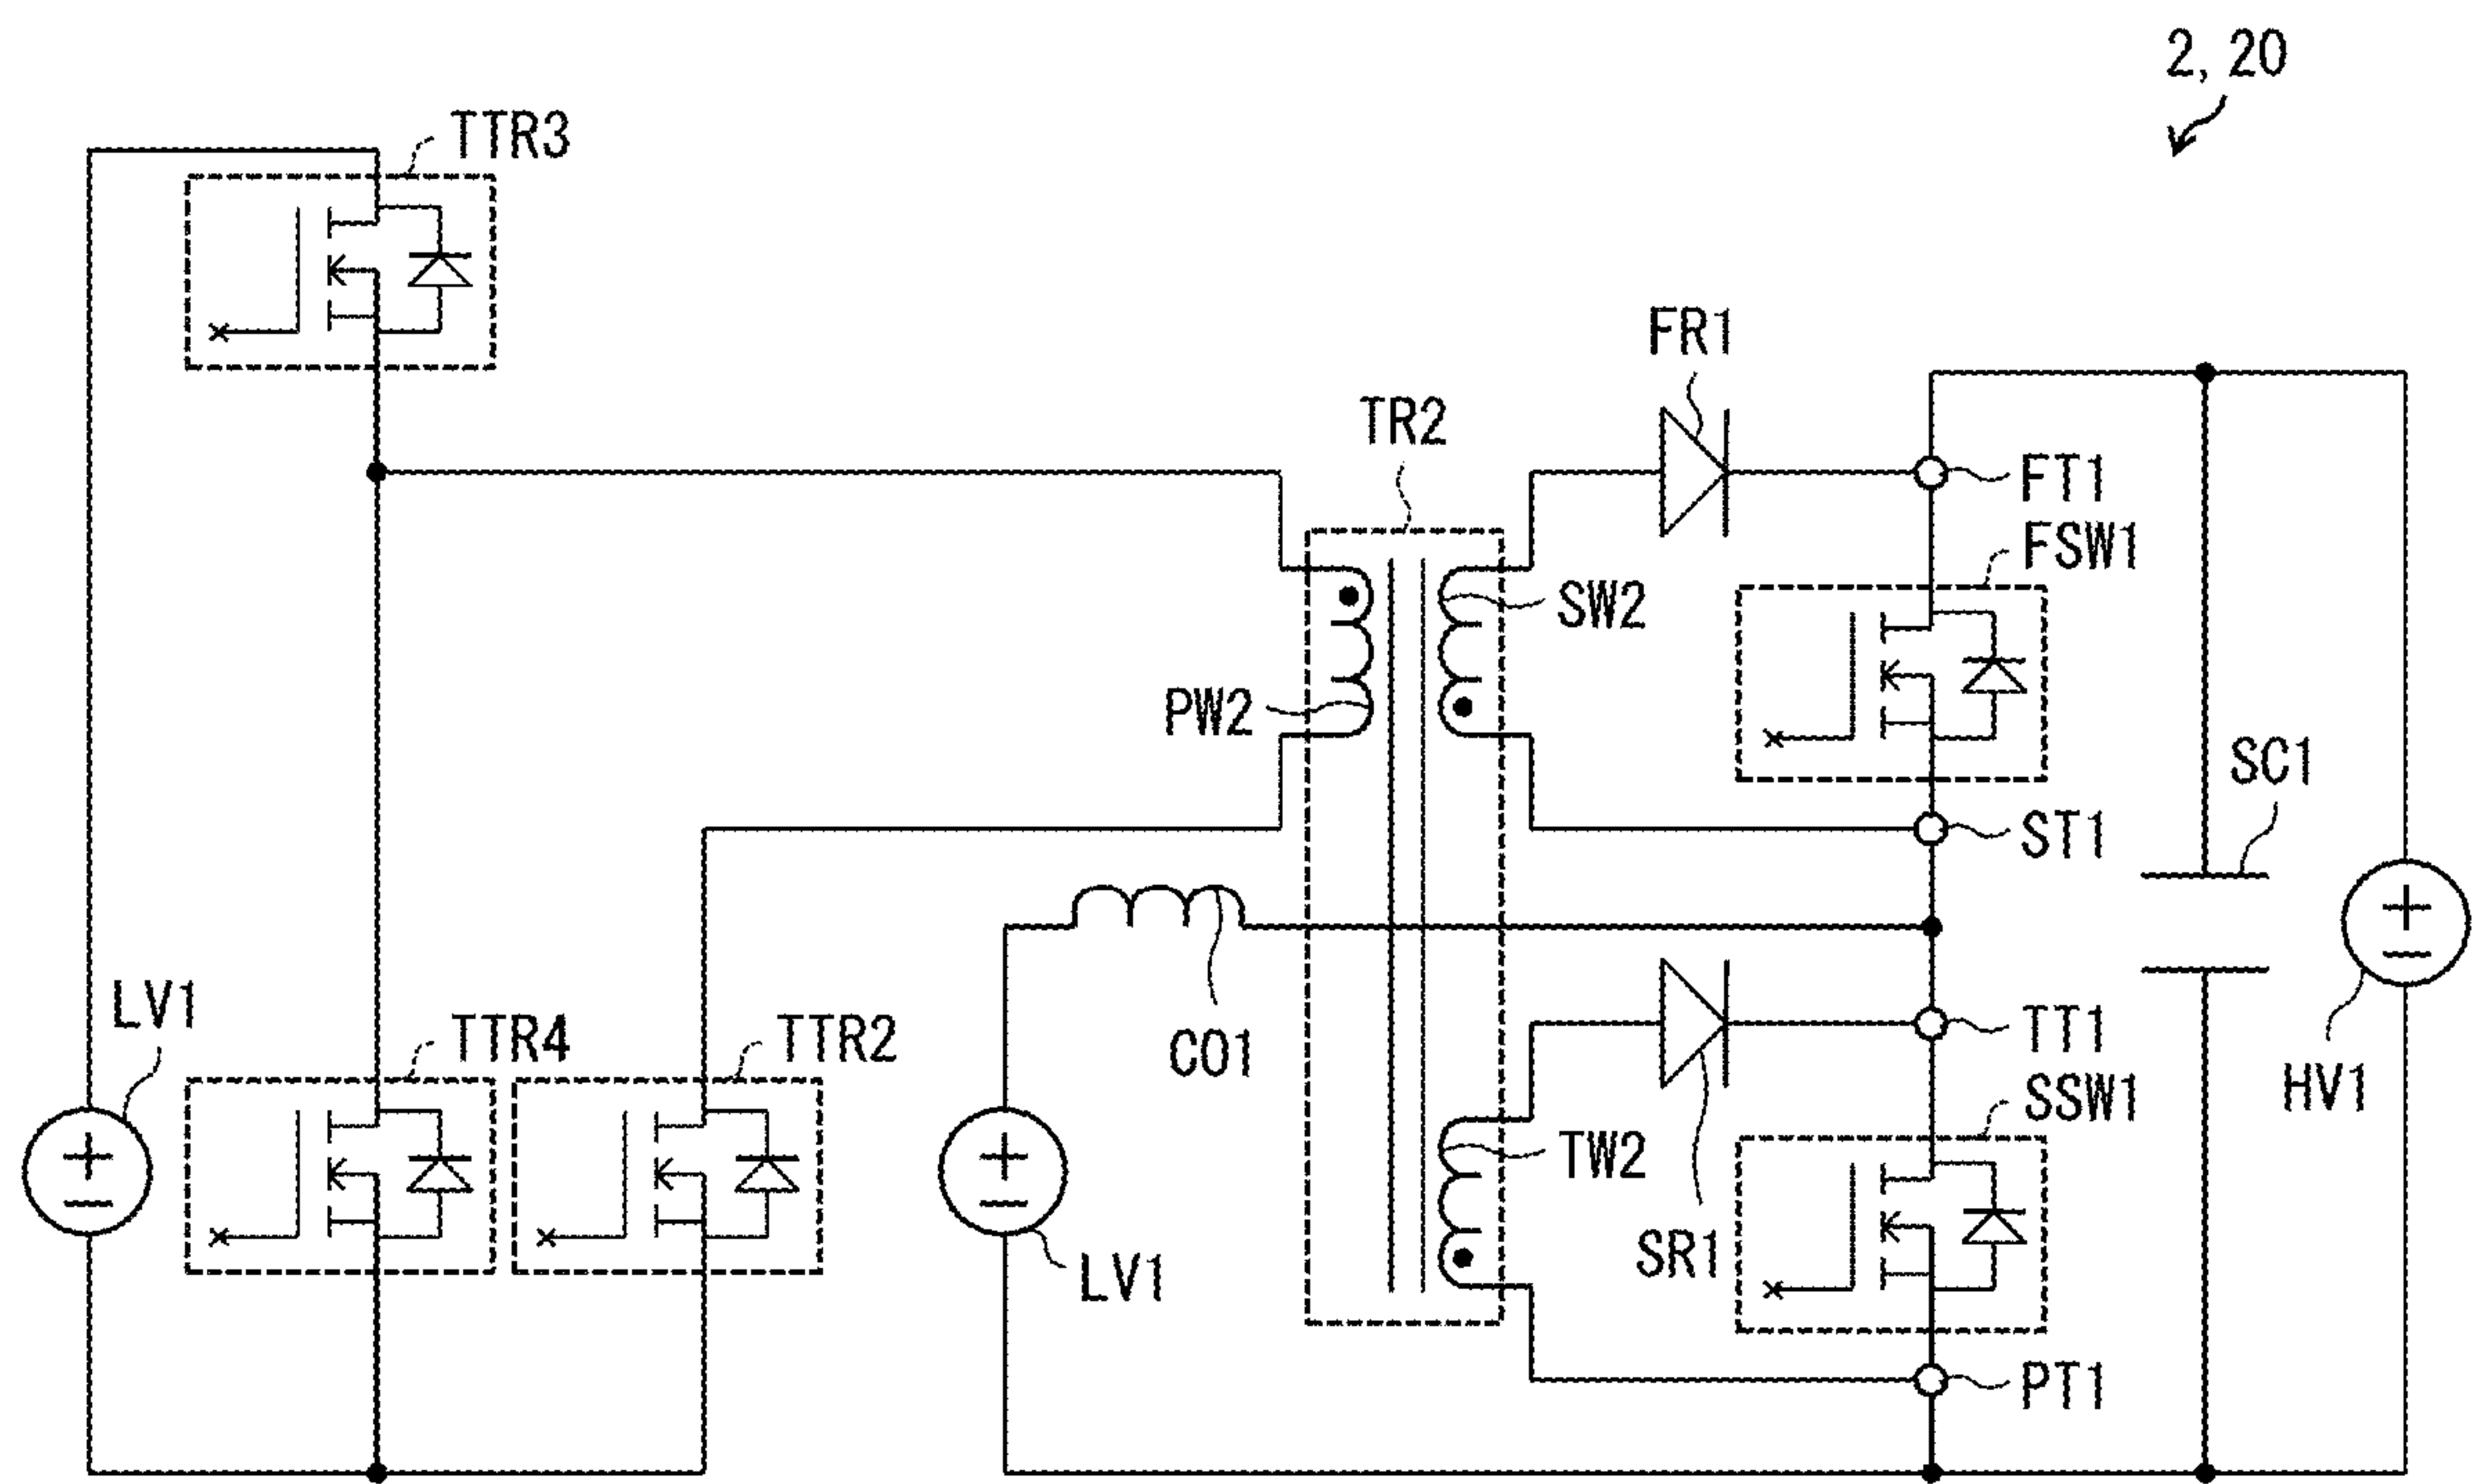 2, 20
TTR3
FR1
TR2
FT1
FSW1
SW2
PW2
SC1
ST1
LV1
TTR4
TTR2
CO1
TT1
SSW1
HV1
TW2
SR1
LV1
PT1